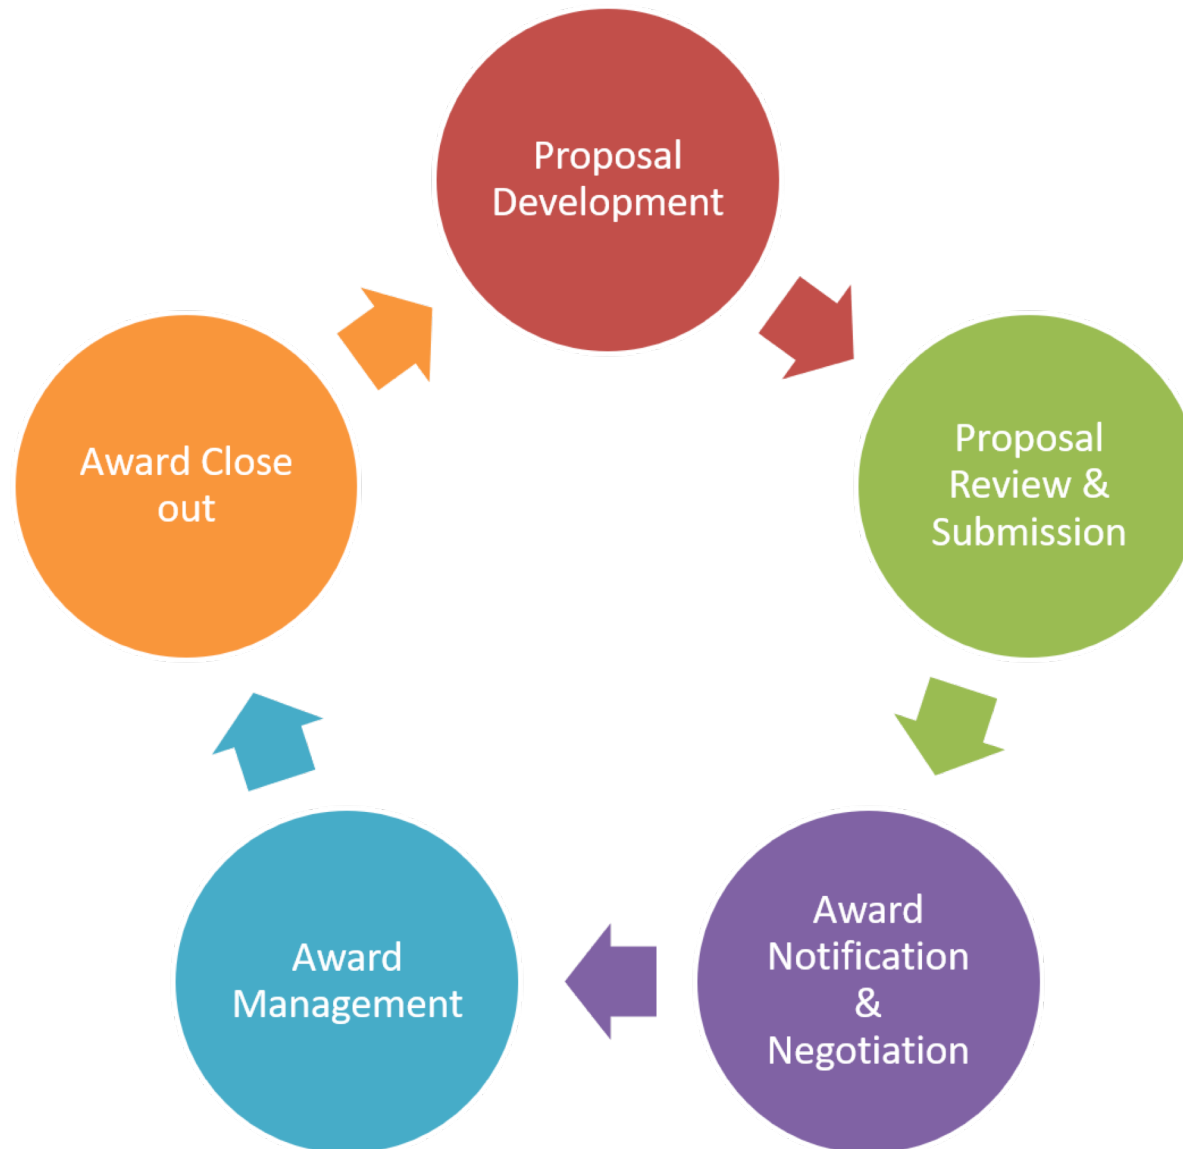 Proposal
Development
Proposal
Review &
Submission
Award
Notification
&
Negotiation
Award
Management
Award Close
out